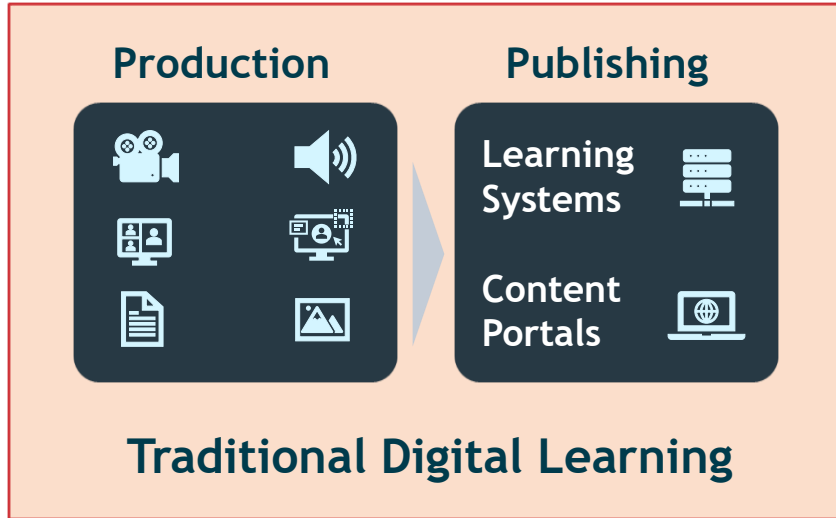 Production
Publishing
Learning
Systems
Content
Portals
Traditional Digital Learning